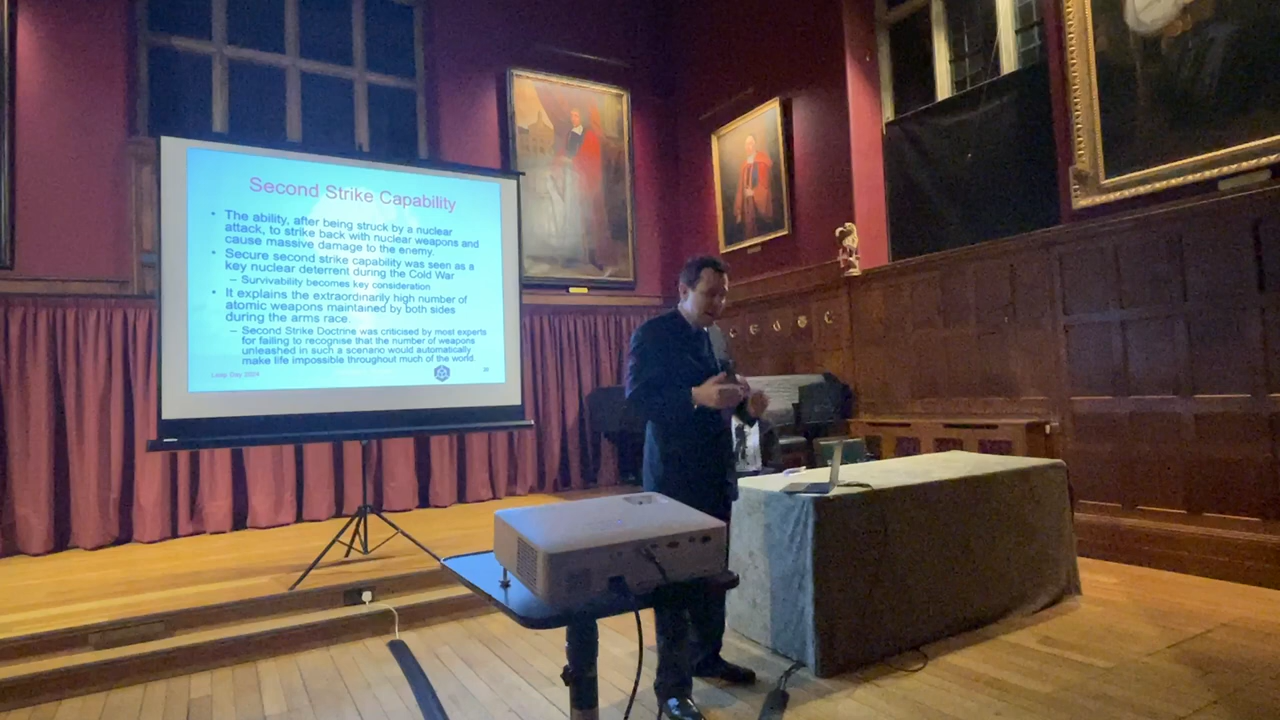 Second Strike Capability
• The ability, after being struck by a nuclear
attack, to strike back with nuclear weapons and
cause massive damage to the enemy.
• Secure second strike capability was seen as a
key nuclear deterrent during the Cold War
– Survivability becomes key consideration
• It explains the extraordinarily high number of
atomic weapons maintained by both sides
during the arms race.
– Second Strike Doctrine was criticised by most experts
for failing to recognise that the number of weapons
unleashed in such a scenario would automatically
make life impossible throughout much of the world.
Leap Day 2024